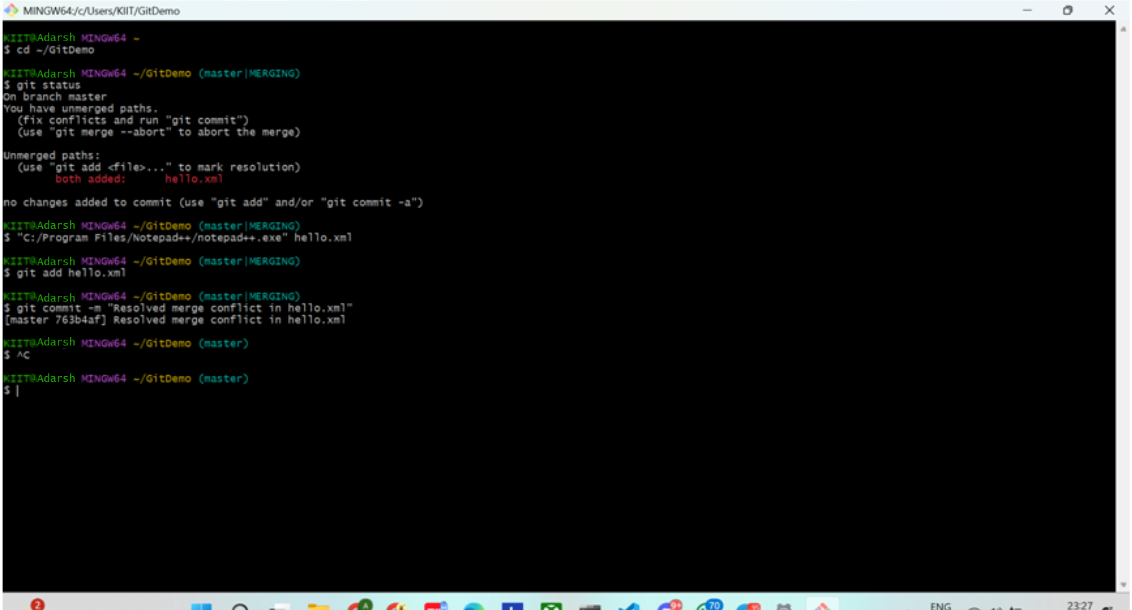 MINGW64:/c/Users/KIIT/GitDemo
KIIT@Adarsh MINGW64 ~
$ cd ~/GitDemo
KIIT@Adarsh MINGW64 ~/GitDemo (master|MERGING)
$ git status
On branch master
You have unmerged paths.
(fix conflicts and run "git commit")
(use "git merge --abort" to abort the merge)
Unmerged paths:
(use "git add <file>..." to mark resolution)
both added: hello.xml
no changes added to commit (use "git add" and/or "git commit -a")
KIIT@Adarsh MINGW64 ~/GitDemo (master|MERGING)
$ "C:/Program Files/Notepad++/notepad++.exe" hello.xml
KIIT@Adarsh MINGW64 ~/GitDemo (master|MERGING)
$ git add hello.xml
KIIT@Adarsh MINGW64 ~/GitDemo (master|MERGING)
$ git commit -m "Resolved merge conflict in hello.xml"
[master 763b4af] Resolved merge conflict in hello.xml
KIIT@Adarsh MINGW64 ~/GitDemo (master)
$ ^C
KIIT@Adarsh MINGW64 ~/GitDemo (master)
$
2
A
9+
70
ENG
23:27